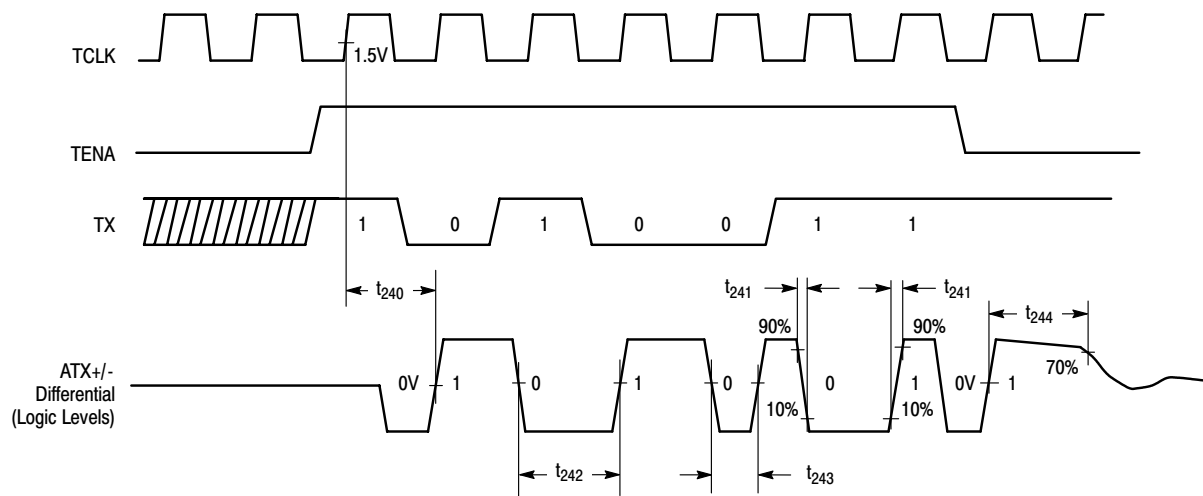 TCLK
1.5V
TENA
TX
1 0 1 0 0 1 1
t240
t241
t241
t244
90%
90%
70%
ATX+/-
Differential
(Logic Levels)
0V 1 0 1 0 0 1 0V 1
10%
10%
t242
t243